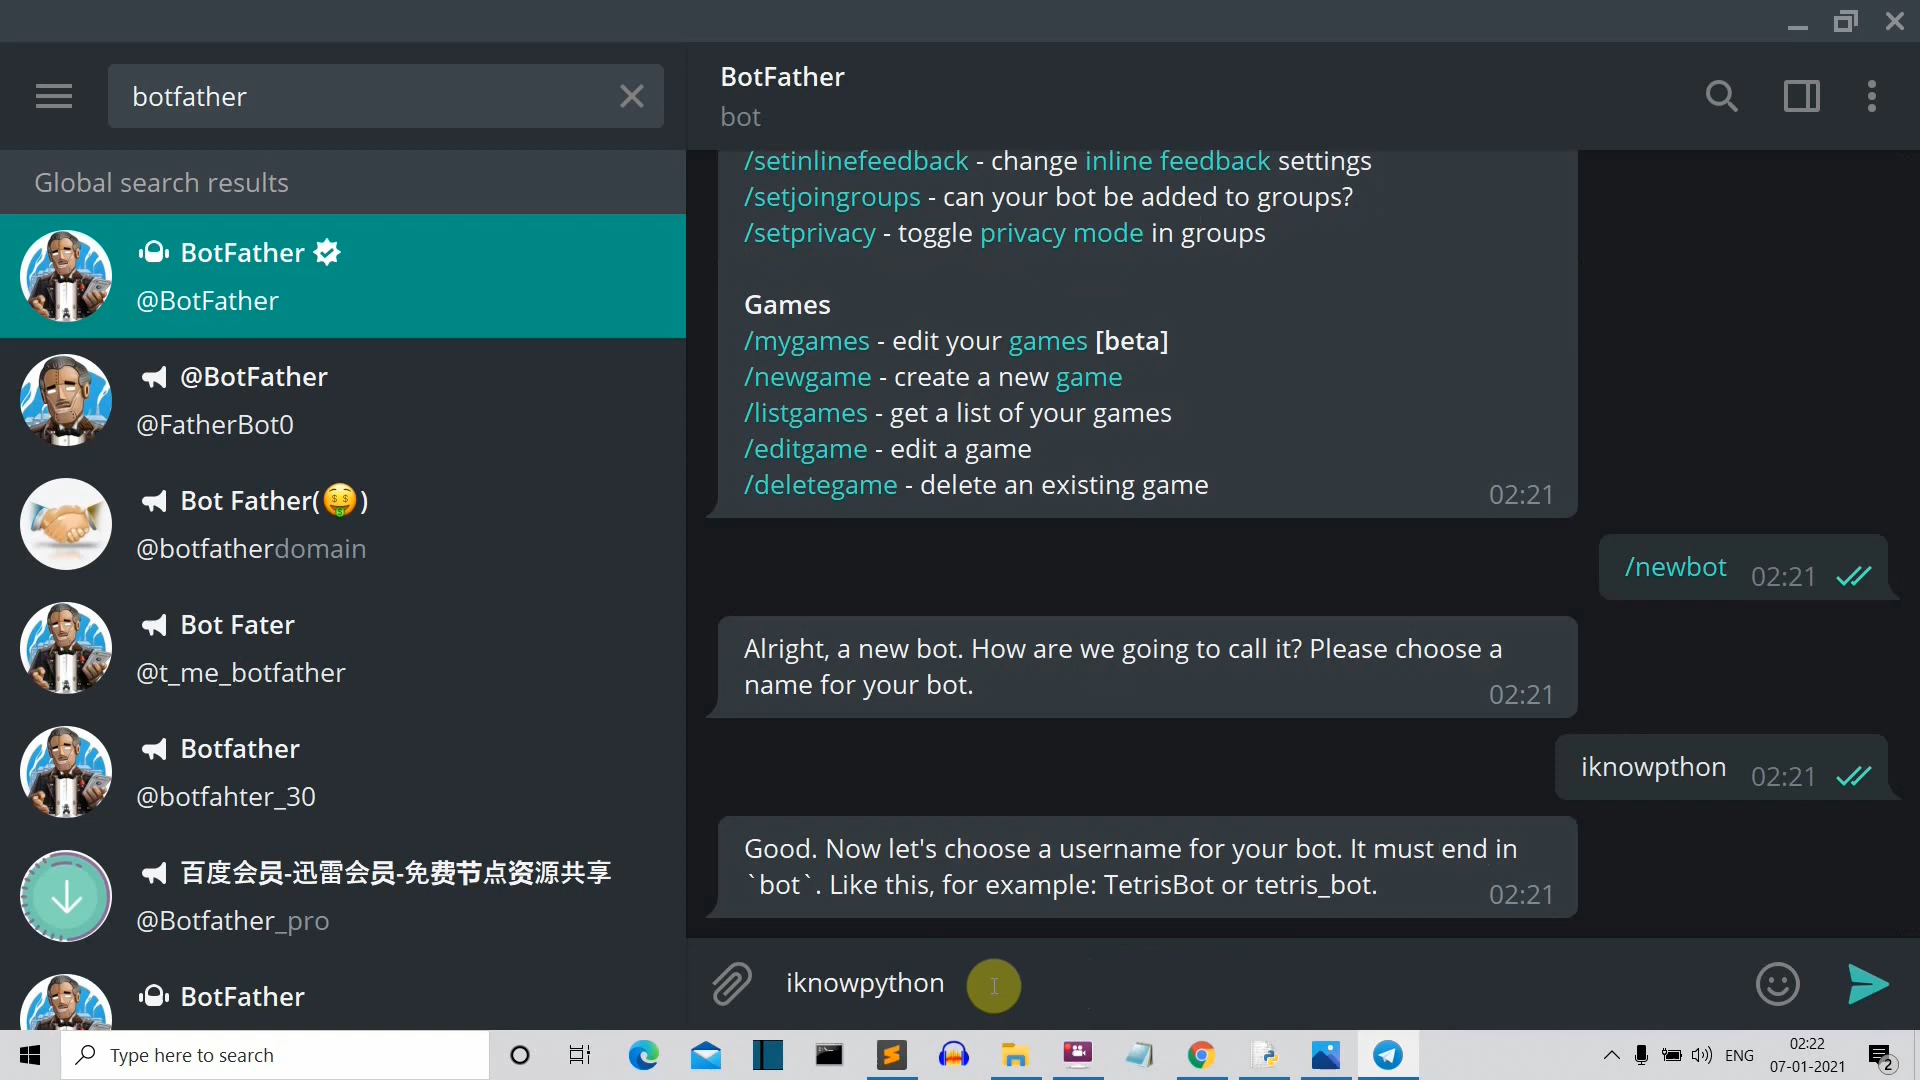 botfather
Global search results
BotFather
@BotFather
@BotFather
@FatherBot0
Bot Father(🤑)
@botfatherdomain
Bot Fater
@t_me_botfather
Botfather
@botfahter_30
百度会员-迅雷会员-免费节点资源共享
@Botfather_pro
BotFather
BotFather
bot
/setinlinefeedback - change inline feedback settings
/setjoingroups - can your bot be added to groups?
/setprivacy - toggle privacy mode in groups
Games
/mygames - edit your games [beta]
/newgame - create a new game
/listgames - get a list of your games
/editgame - edit a game
/deletegame - delete an existing game
02:21
/newbot 02:21
Alright, a new bot. How are we going to call it? Please choose a
name for your bot.
02:21
iknowpthon 02:21
Good. Now let's choose a username for your bot. It must end in
`bot`. Like this, for example: TetrisBot or tetris_bot.
02:21
iknowpython
Type here to search
ENG
02:22
07-01-2021
2